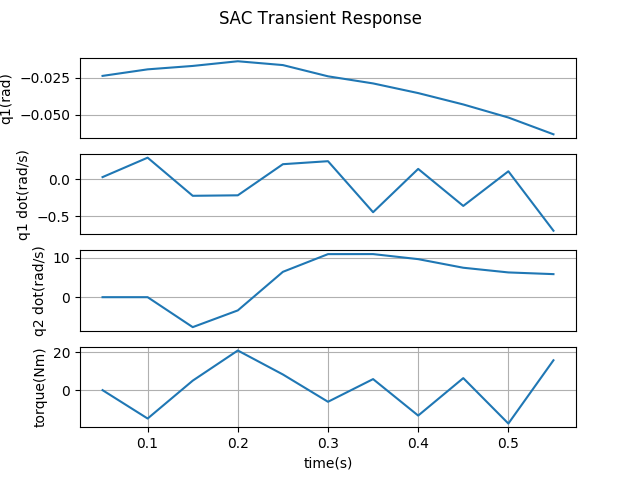 SAC Transient Response
q1(rad)
−0.025
−0.050
q1 dot(rad/s)
0.0
−0.5
q2 dot(rad/s)
10
0
torque(Nm)
20
0
0.1 0.2 0.3 0.4 0.5
time(s)